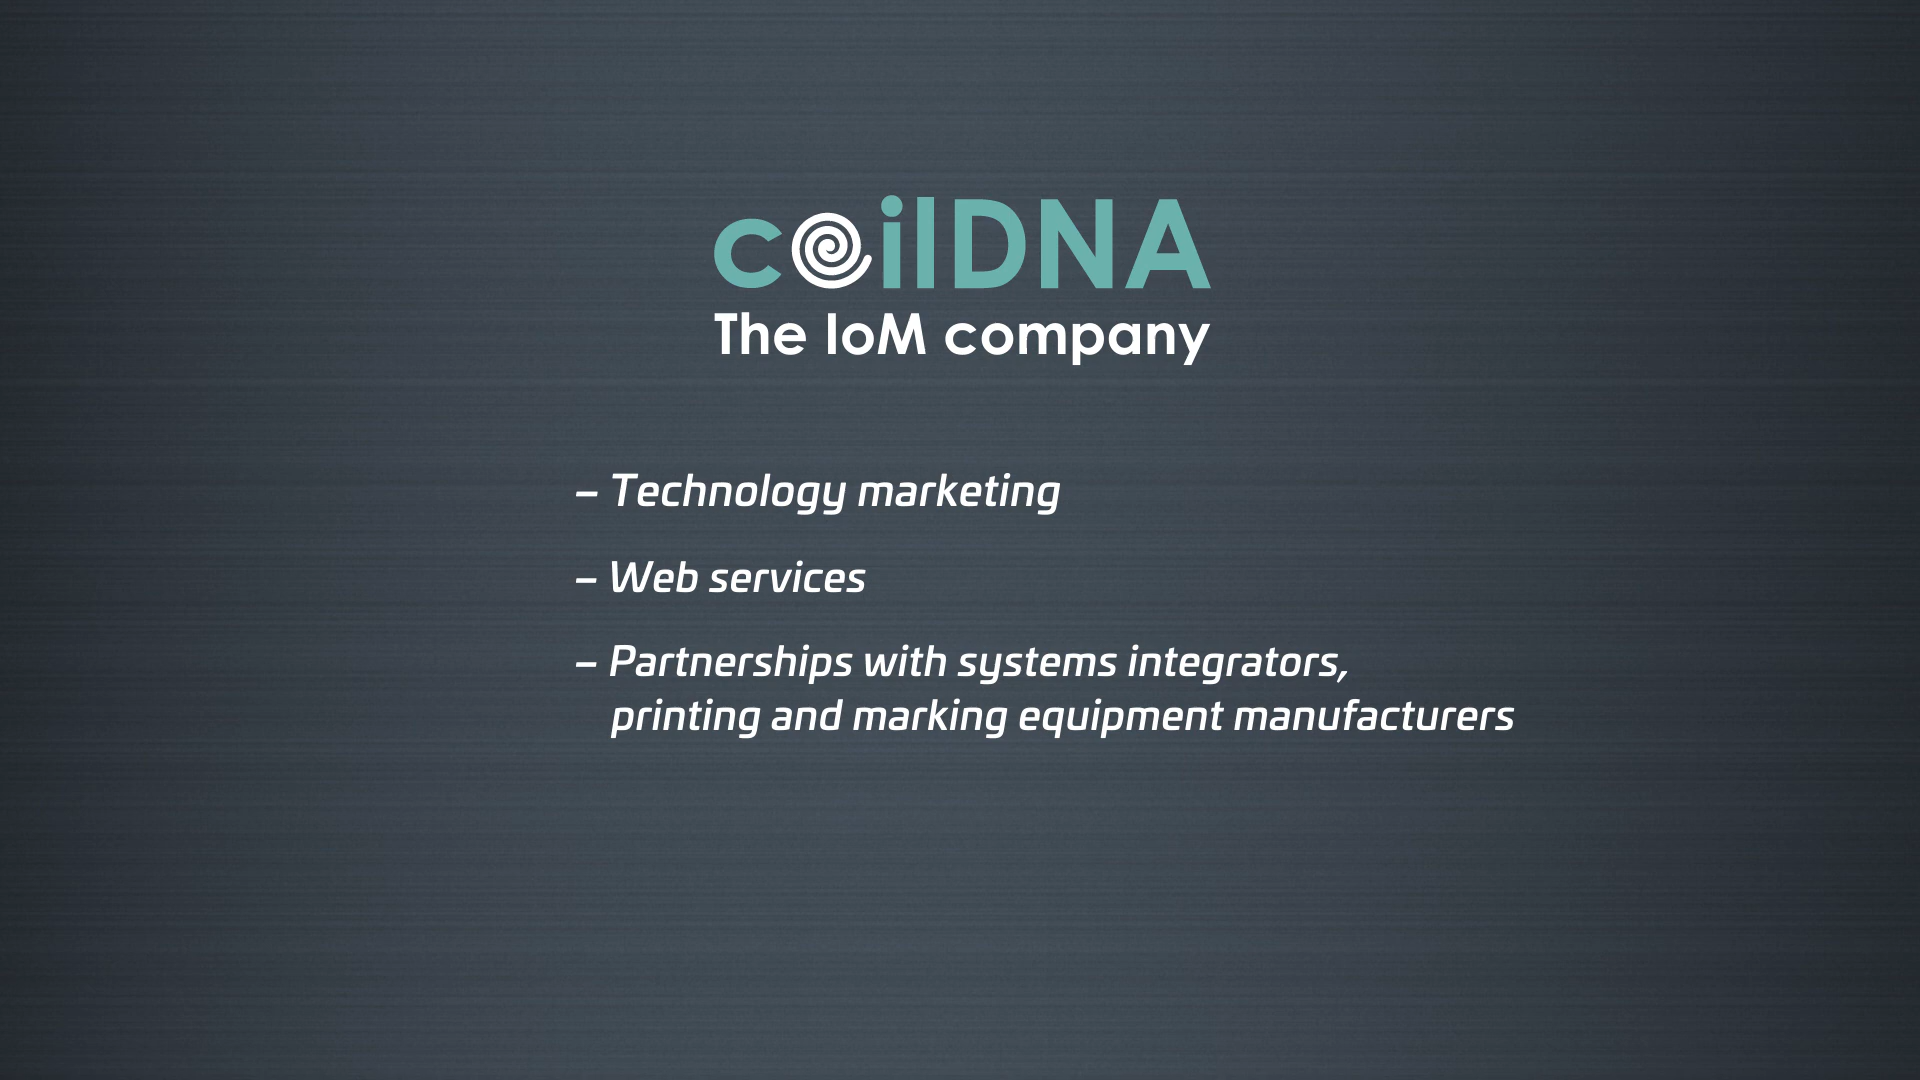 coilDNA
The IoM company
– Technology marketing
– Web services
– Partnerships with systems integrators,
printing and marking equipment manufacturers